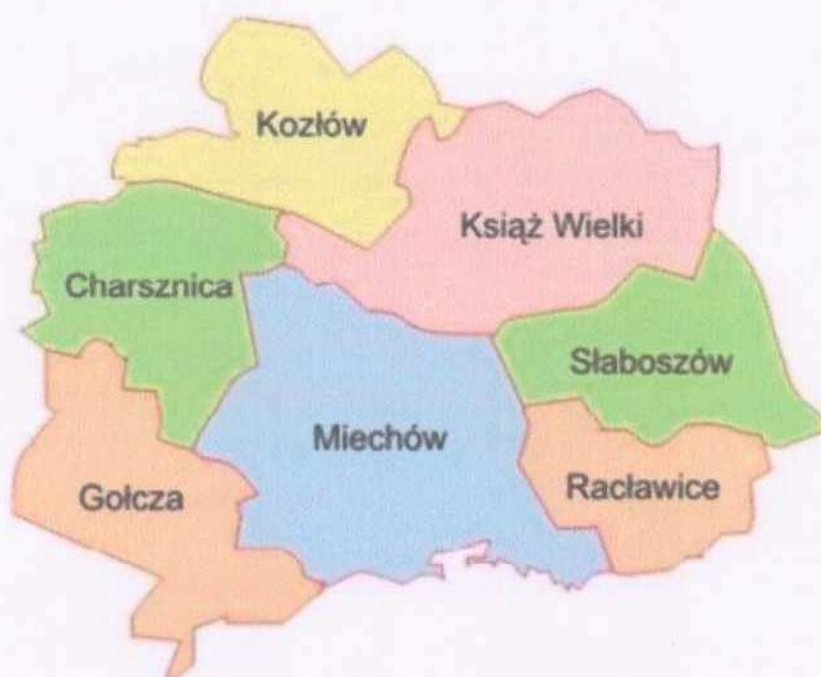 Kozłów
Książ Wielki
Charsznica
Słaboszów
Miechów
Gołcza
Racławice